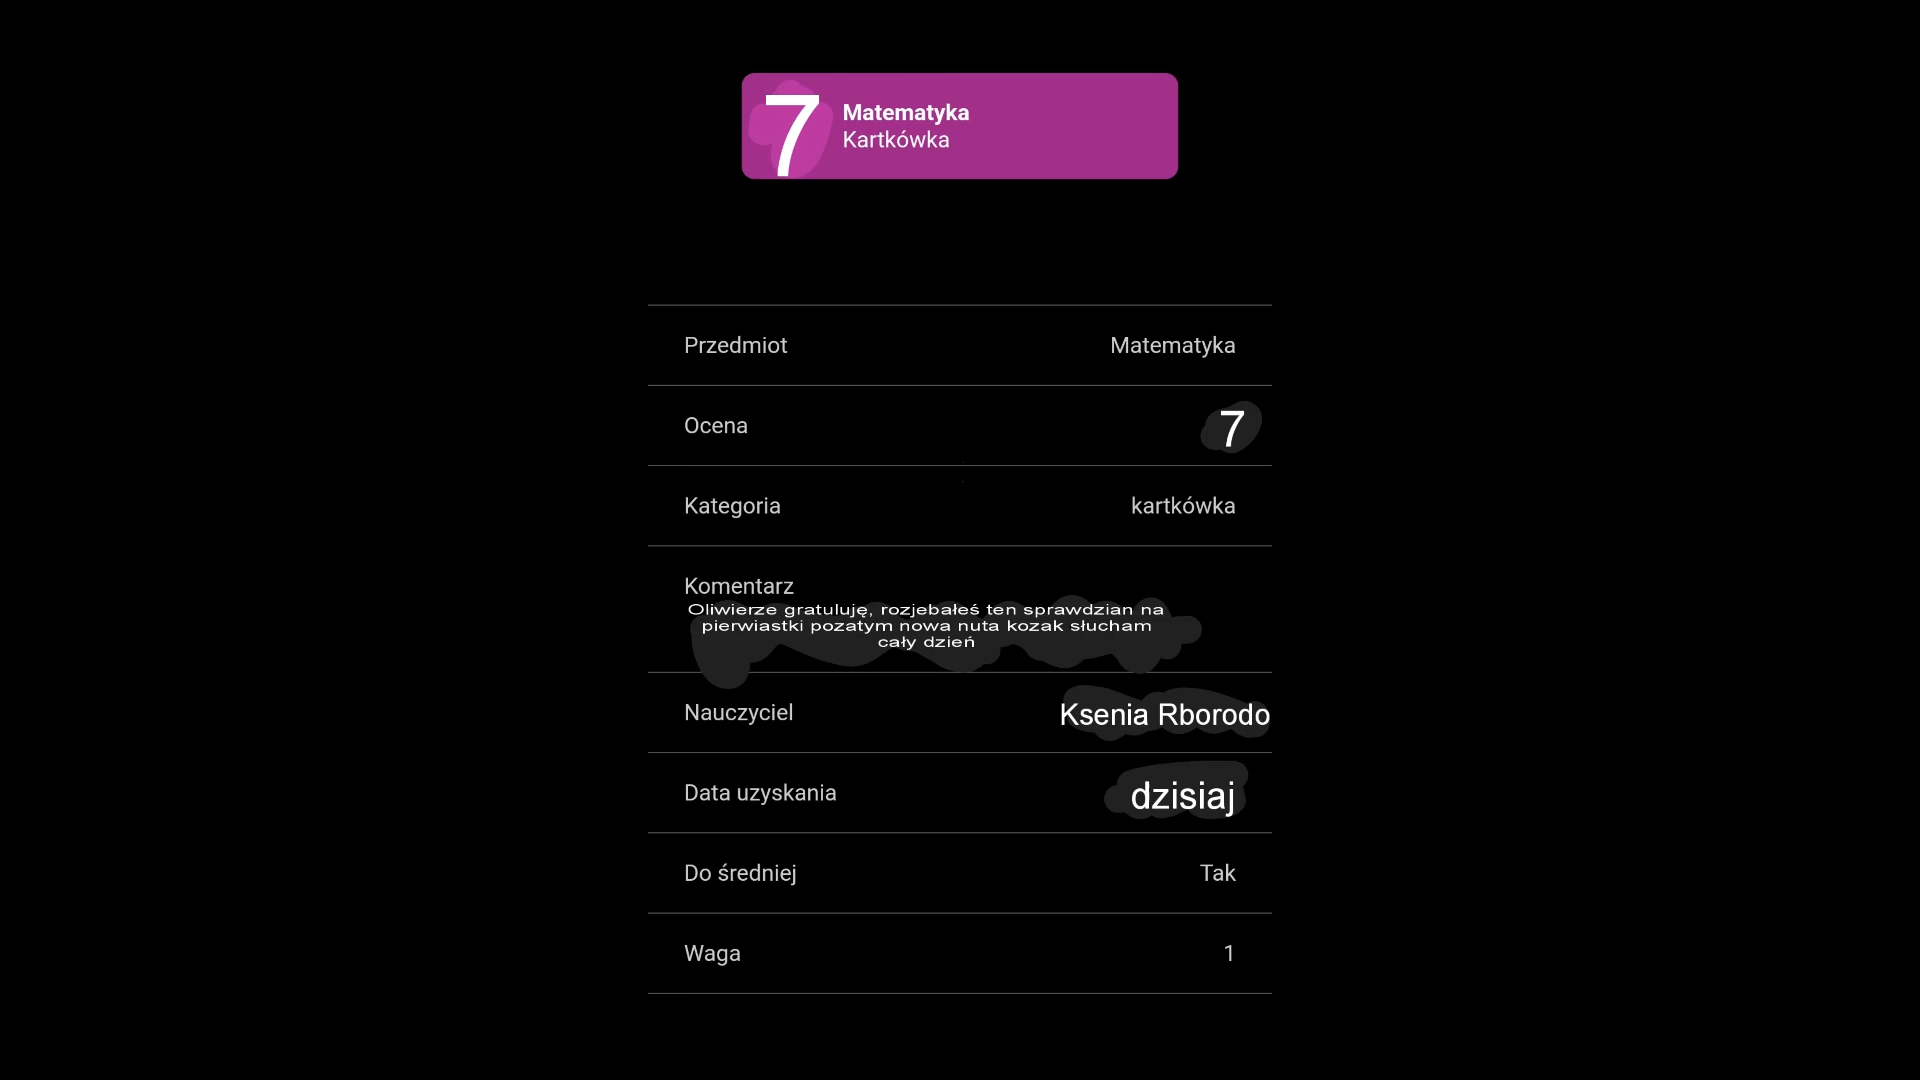 7
Matematyka
Kartkówka
Przedmiot Matematyka
Ocena 7
Kategoria kartkówka
Komentarz
Oliwierze gratuluję, rozjebałeś ten sprawdzian na
pierwiastki pozatym nowa nuta kozak słucham
cały dzień
Nauczyciel Ksenia Rborodo
Data uzyskania dzisiaj
Do średniej Tak
Waga 1